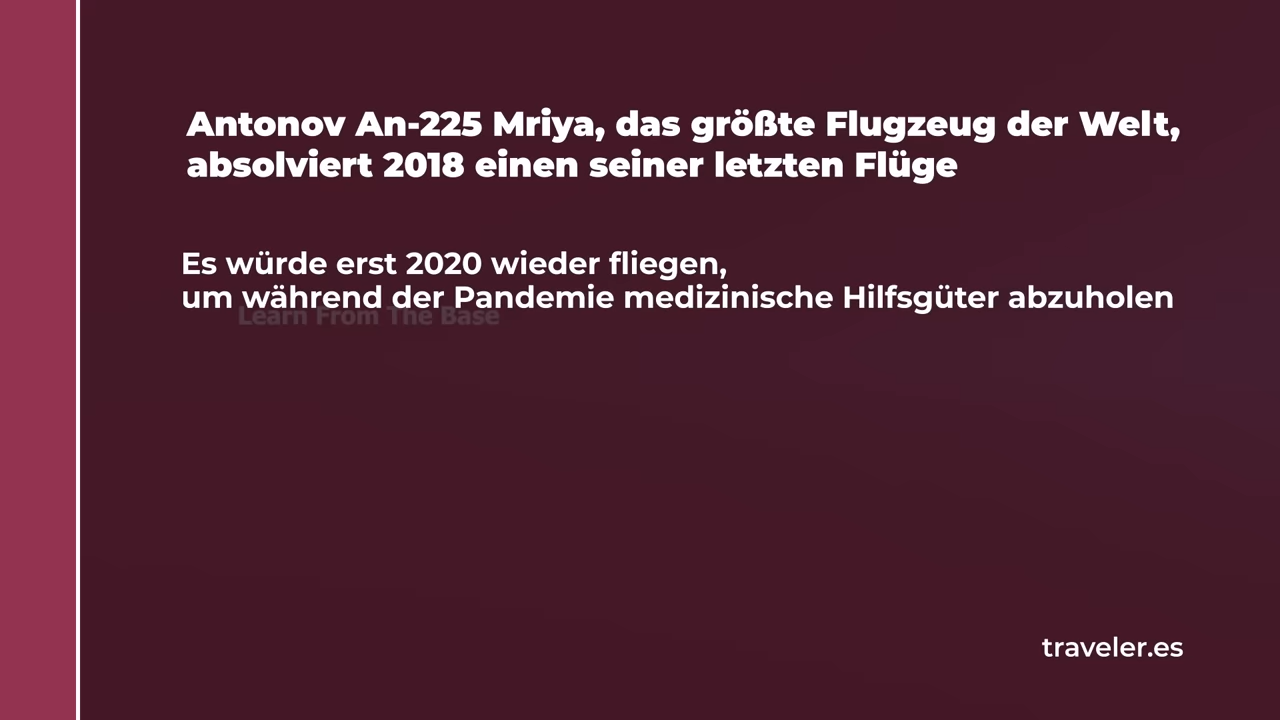 Antonov An-225 Mriya, das größte Flugzeug der Welt,
absolviert 2018 einen seiner letzten Flüge
Es würde erst 2020 wieder fliegen,
um während der Pandemie medizinische Hilfsgüter abzuholen
Learn From The Base
traveler.es